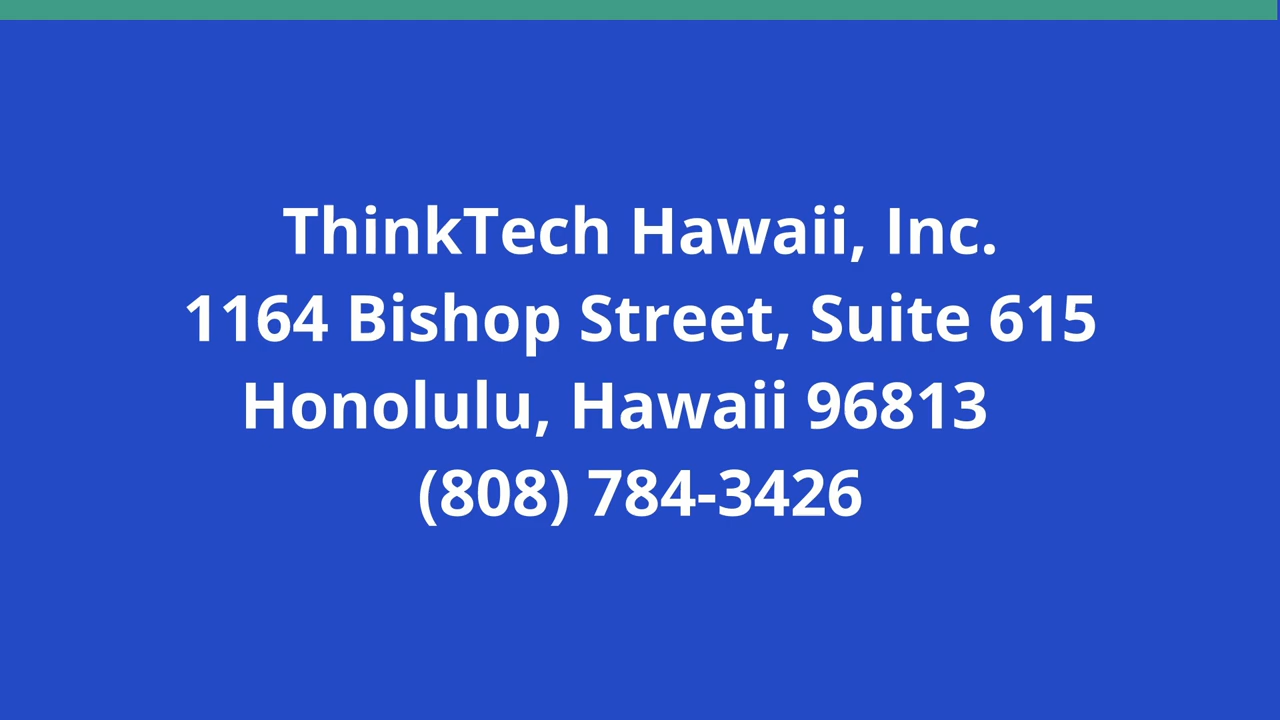 ThinkTech Hawaii, Inc.
1164 Bishop Street, Suite 615
Honolulu, Hawaii 96813
(808) 784-3426